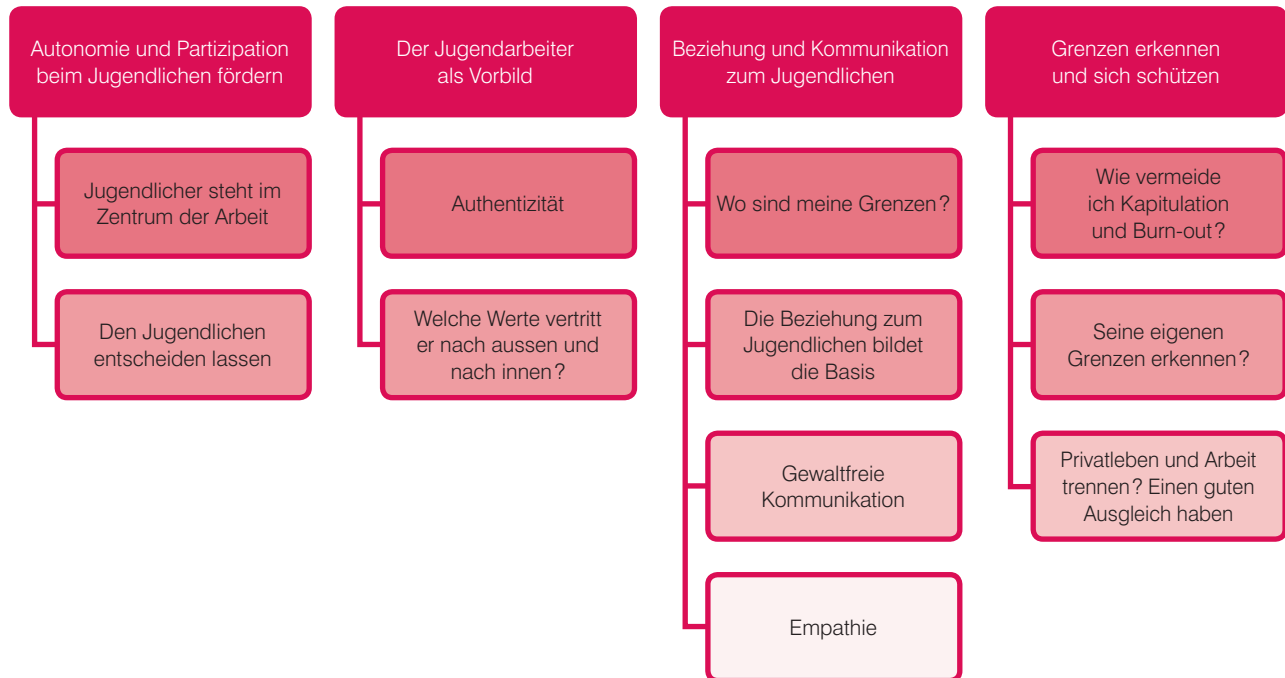 Autonomie und Partizipation
beim Jugendlichen fördern
Jugendlicher steht im
Zentrum der Arbeit
Den Jugendlichen
entscheiden lassen
Der Jugendarbeiter
als Vorbild
Authentizität
Welche Werte vertritt
er nach aussen und
nach innen?
Beziehung und Kommunikation
zum Jugendlichen
Wo sind meine Grenzen?
Die Beziehung zum
Jugendlichen bildet
die Basis
Gewaltfreie
Kommunikation
Empathie
Grenzen erkennen
und sich schützen
Wie vermeide
ich Kapitulation
und Burn-out?
Seine eigenen
Grenzen erkennen?
Privatleben und Arbeit
trennen? Einen guten
Ausgleich haben